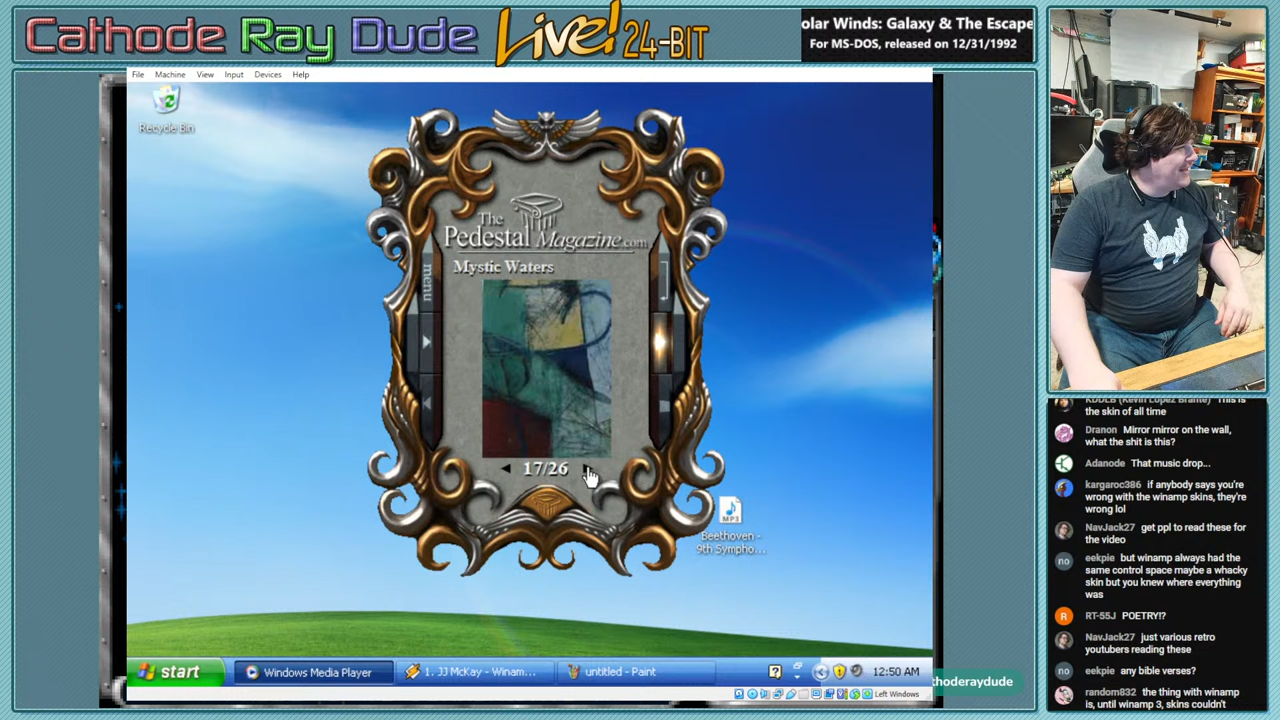 Cathode Ray Dude Live! 24-BIT
olar Winds: Galaxy & The Escape
For MS-DOS, released on 12/31/1992
File Machine View Input Devices Help
Recycle Bin
The
Pedestal Magazine.com
Mystic Waters
menu
17/26
MP3
Beethoven -
9th Sympho...
start
Windows Media Player
1. JJ McKay - Winam...
untitled - Paint
12:50 AM
Left Windows
thoderaydude
KDDLB (Kevin Lopez Brante) This is
the skin of all time
Dranon Mirror mirror on the wall,
what the shit is this?
Adanode That music drop...
kargaroc386 if anybody says you're
wrong with the winamp skins, they're
wrong lol
NavJack27 get ppl to read these for
the video
eekpie but winamp always had the
same control space maybe a whacky
skin but you knew where everything
was
RT-55J POETRY!?
NavJack27 just various retro
youtubers reading these
eekpie any bible verses?
random832 the thing with winamp
is, until winamp 3, skins couldn't